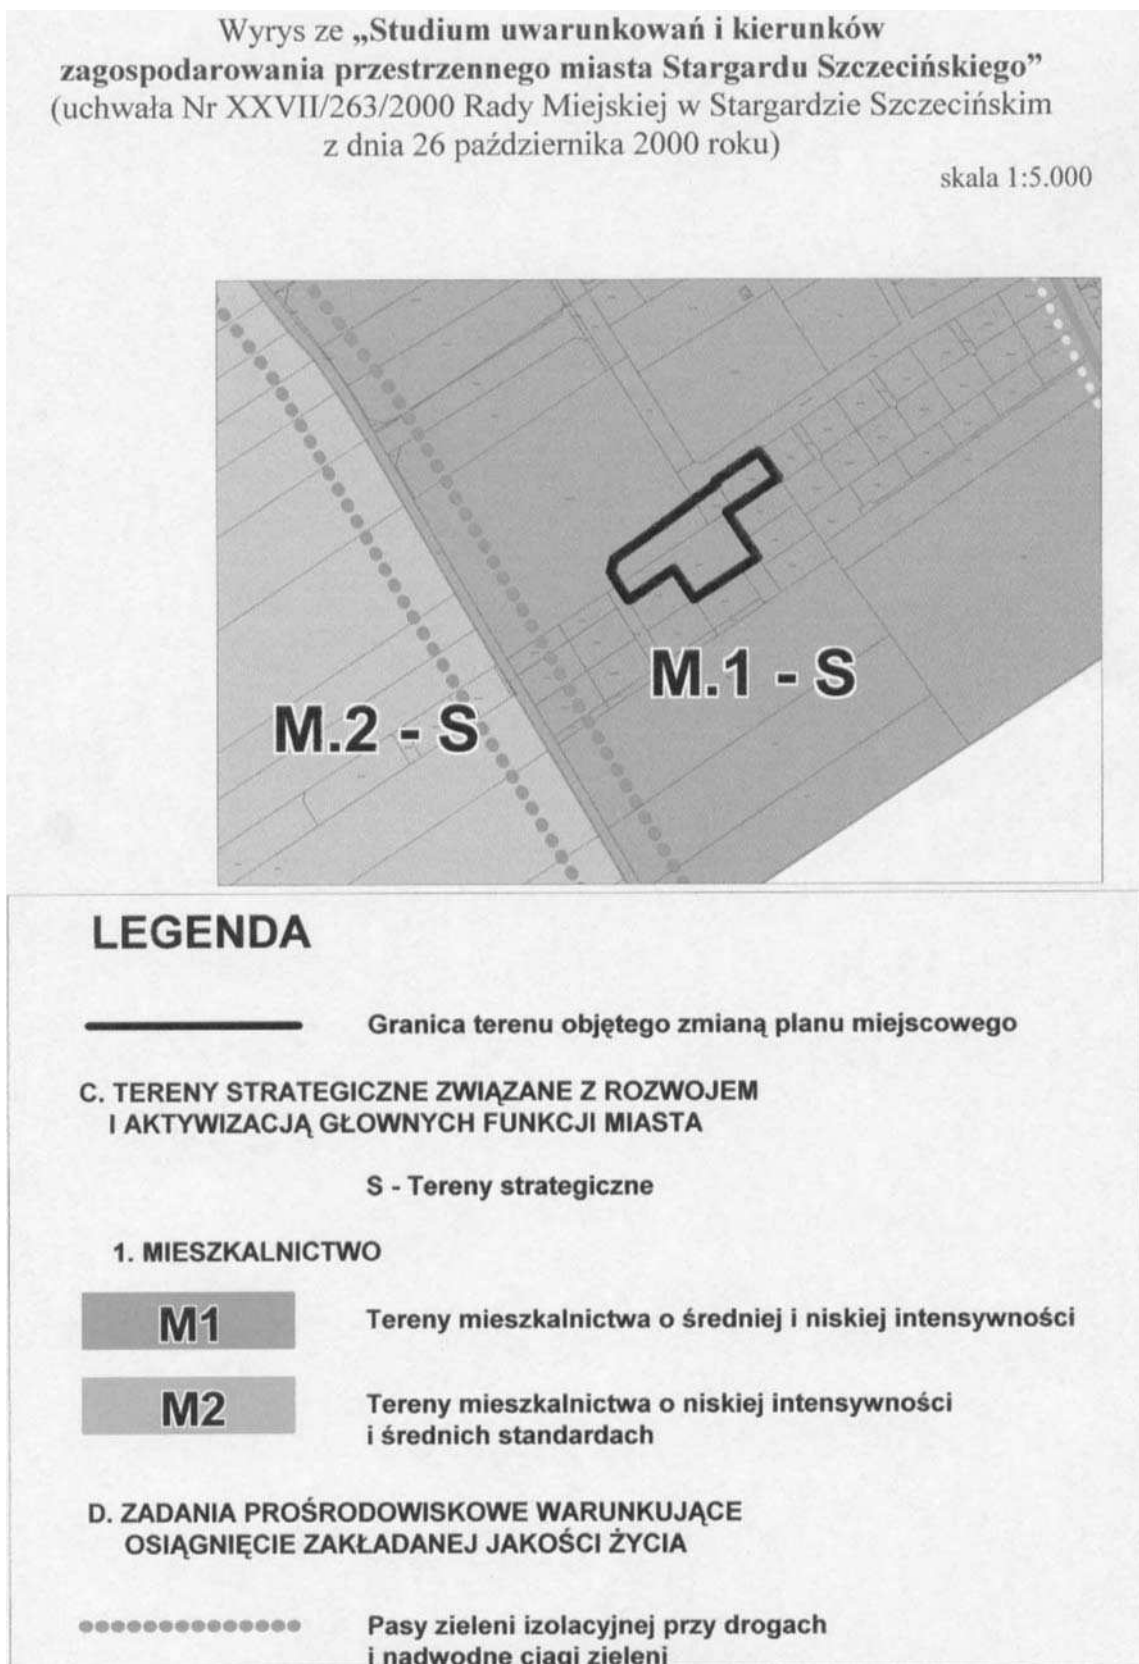 Wyrys ze „Studium uwarunkowań i kierunków
zagospodarowania przestrzennego miasta Stargardu Szczecińskiego”
(uchwała Nr XXVII/263/2000 Rady Miejskiej w Stargardzie Szczecińskim
z dnia 26 października 2000 roku)
skala 1:5.000
M.1 - S
M.2 - S
LEGENDA
Granica terenu objętego zmianą planu miejscowego
C. TERENY STRATEGICZNE ZWIĄZANE Z ROZWOJEM
I AKTYWIZACJĄ GŁOWNYCH FUNKCJI MIASTA
S - Tereny strategiczne
1. MIESZKALNICTWO
M1
Tereny mieszkalnictwa o średniej i niskiej intensywności
M2
Tereny mieszkalnictwa o niskiej intensywności
i średnich standardach
D. ZADANIA PROŚRODOWISKOWE WARUNKUJĄCE
OSIĄGNIĘCIE ZAKŁADANEJ JAKOŚCI ŻYCIA
Pasy zieleni izolacyjnej przy drogach
i nadwodne ciągi zieleni